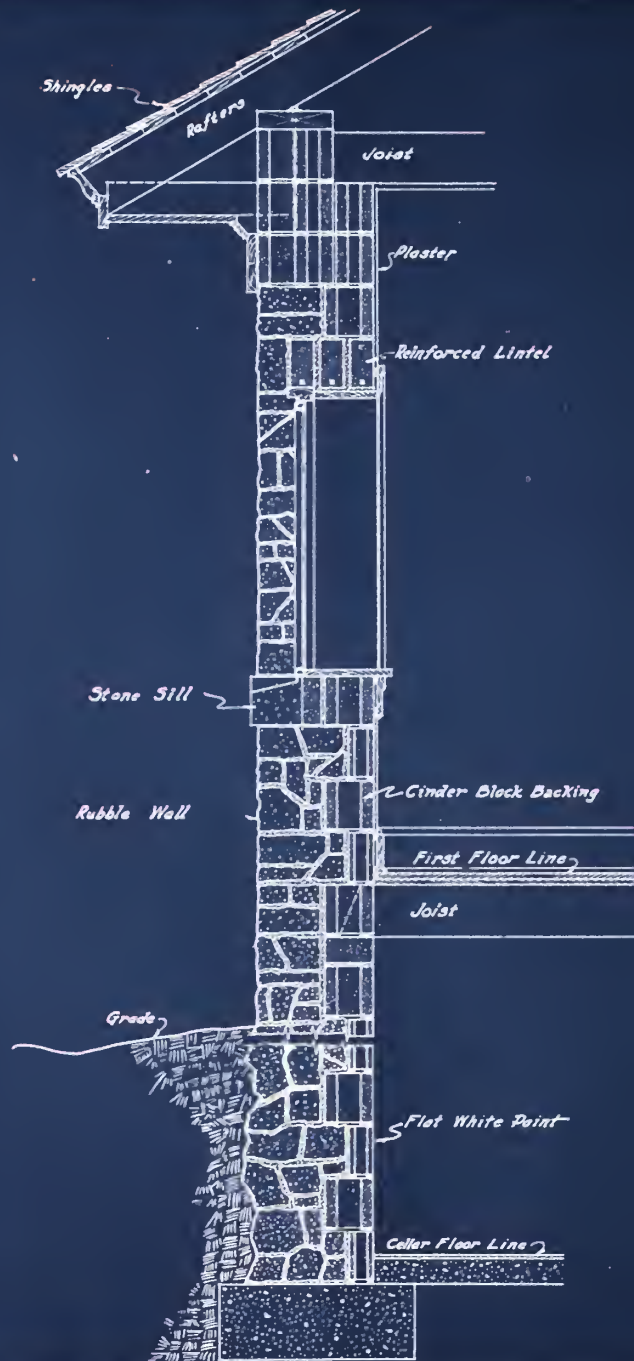 Shingles
Rafters
Joist
Plaster
Reinforced Lintel
Stone Sill
Cinder Block Backing
Rubble Wall
First Floor Line
Joist
Grade
Flat White Paint
Cellar Floor Line